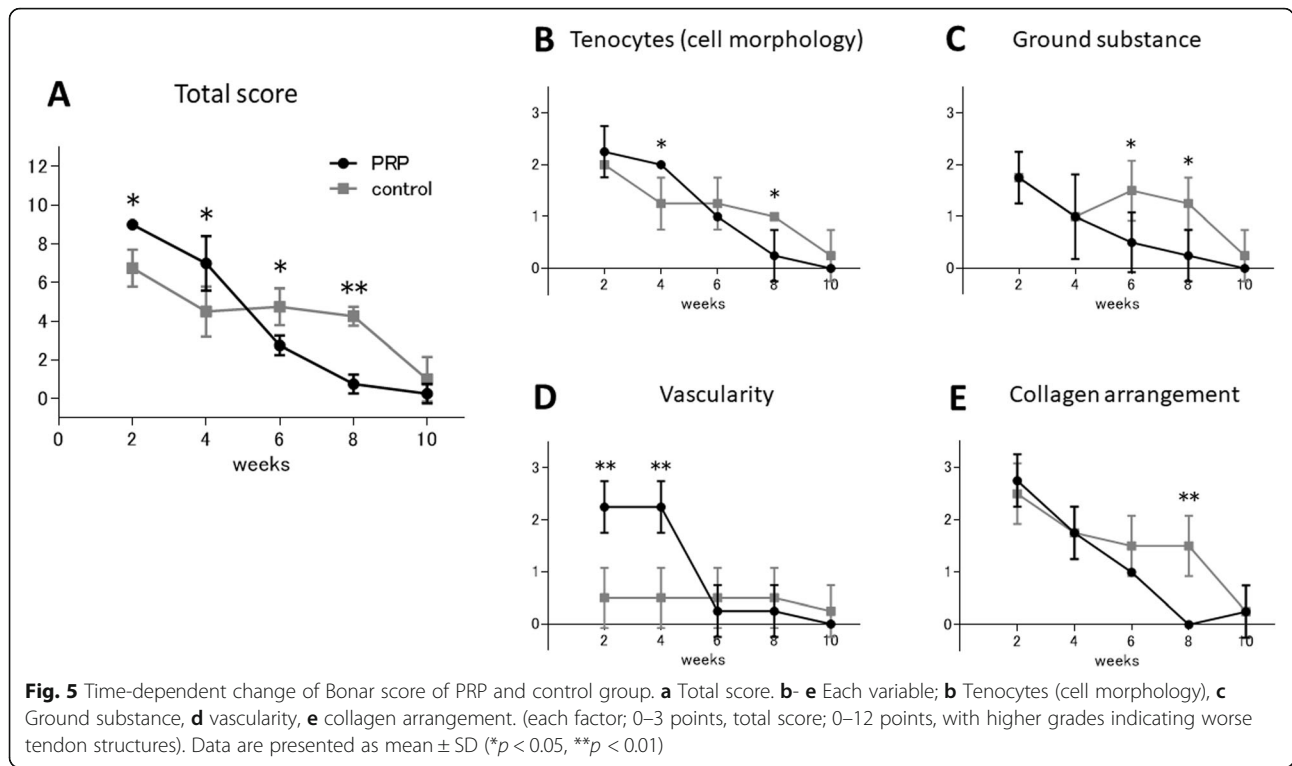 A Total score
PRP
control
12
10
8
6
4
2
0
* * * **
0 2 4 6 8 10
weeks
B Tenocytes (cell morphology)
3
2
1
0
* *
2 4 6 8 10
weeks
C Ground substance
3
2
1
0
* *
2 4 6 8 10
weeks
D Vascularity
3
2
1
0
** **
2 4 6 8 10
weeks
E Collagen arrangement
3
2
1
0
**
2 4 6 8 10
weeks
Fig. 5 Time-dependent change of Bonar score of PRP and control group. a Total score. b- e Each variable; b Tenocytes (cell morphology), c
Ground substance, d vascularity, e collagen arrangement. (each factor; 0–3 points, total score; 0–12 points, with higher grades indicating worse
tendon structures). Data are presented as mean ± SD (*p < 0.05, **p < 0.01)